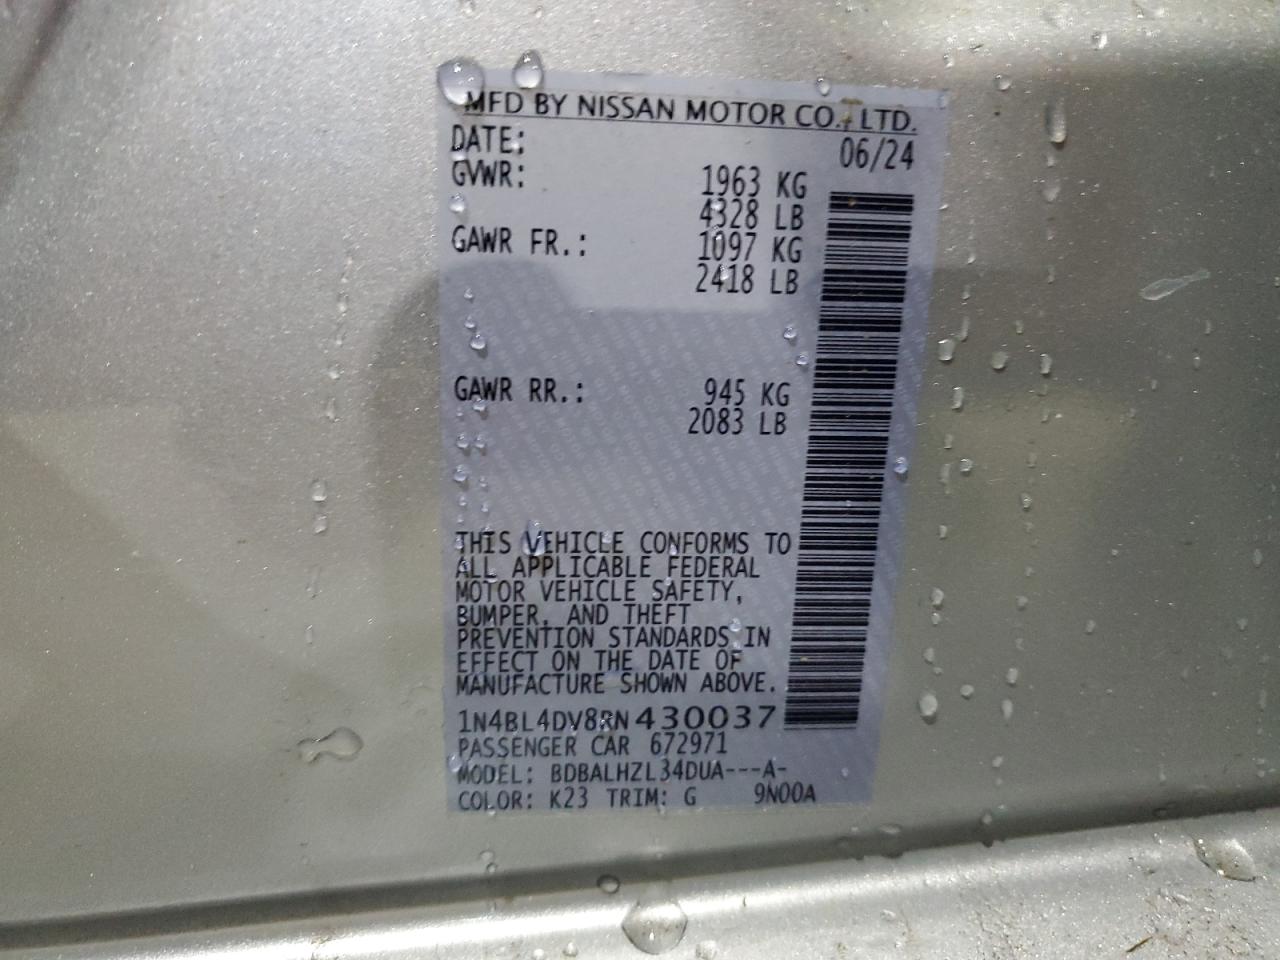 MFD BY NISSAN MOTOR CO., LTD.
DATE: 06/24
GVWR: 1963 KG
4328 LB
GAWR FR.: 1097 KG
2418 LB
GAWR RR.: 945 KG
2083 LB
THIS VEHICLE CONFORMS TO
ALL APPLICABLE FEDERAL
MOTOR VEHICLE SAFETY,
BUMPER, AND THEFT
PREVENTION STANDARDS IN
EFFECT ON THE DATE OF
MANUFACTURE SHOWN ABOVE.
1N4BL4DV8RN430037
PASSENGER CAR 672971
MODEL: BDBALHZL34DUA---A-
COLOR: K23 TRIM: G 9N00A